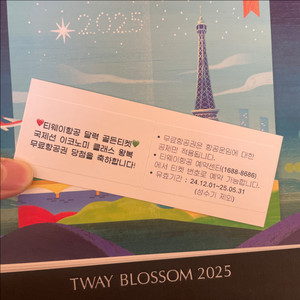 2025
♥티웨이항공 달력 골든티켓♥
국제선 이코노미 클래스 왕복
무료항공권 당첨을 축하합니다!
• 무료항공권은 항공운임에 대한
공제만 적용됩니다.
• 티웨이항공 예약센터(1688-8686)
에서 티켓 번호로 예약 가능합니다.
• 유효기간 : 24.12.01~25.05.31
(성수기 제외)
TWAY BLOSSOM 2025